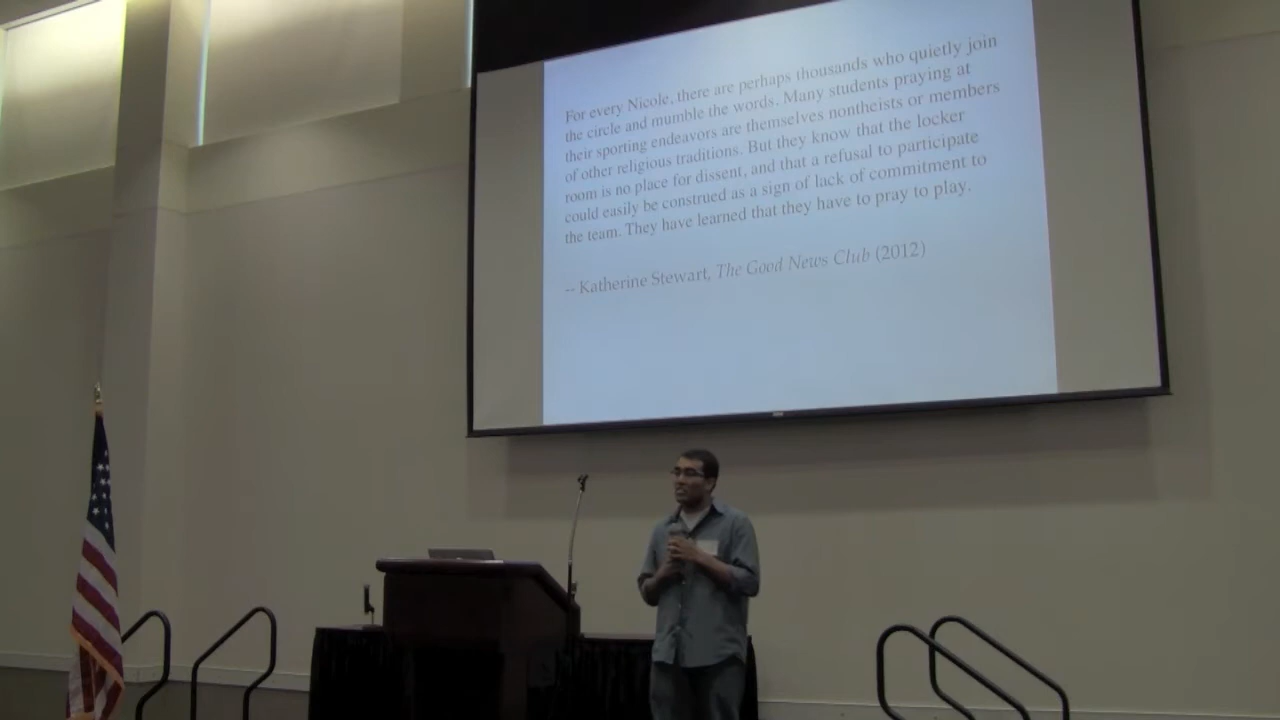 For every Nicole, there are perhaps thousands who quietly join
the circle and mumble the words. Many students praying at
their sporting endeavors are themselves nontheists or members
of other religious traditions. But they know that the locker
room is no place for dissent, and that a refusal to participate
could easily be construed as a sign of lack of commitment to
the team. They have learned that they have to pray to play.
-- Katherine Stewart, The Good News Club (2012)